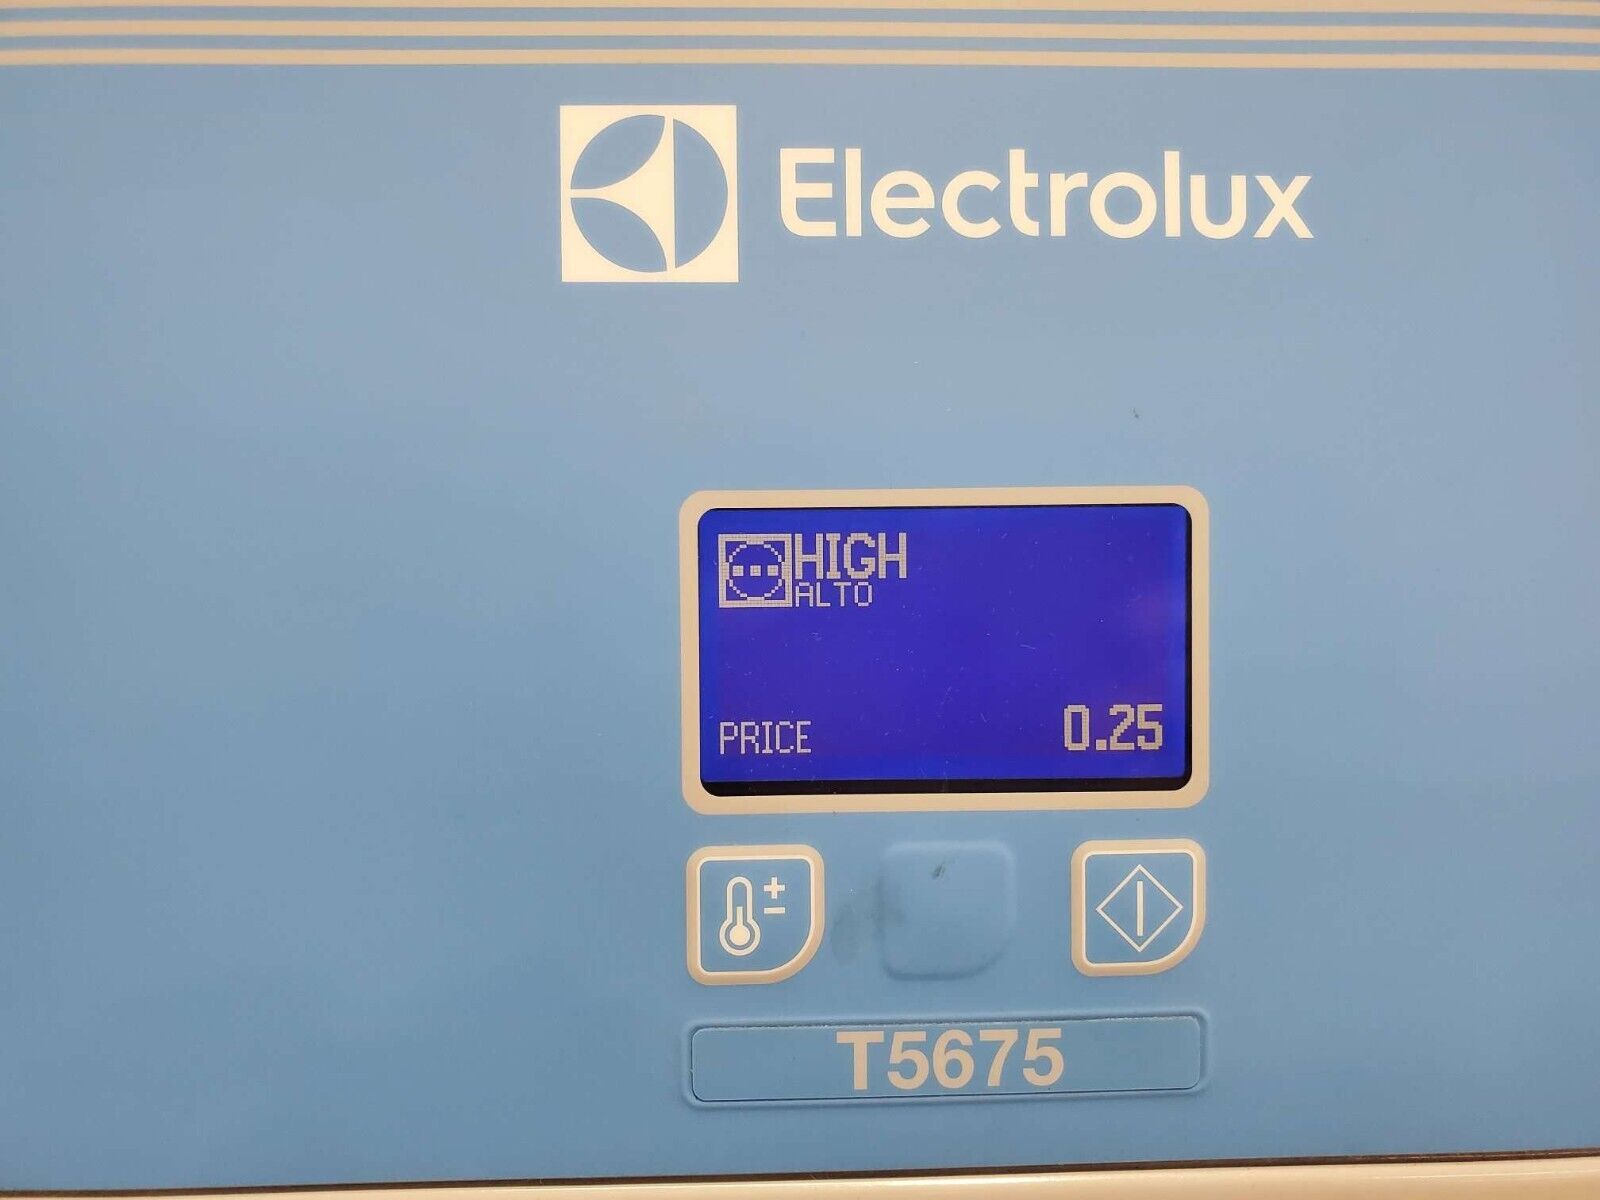 Electrolux
HIGH
ALTO
PRICE 0.25
T5675